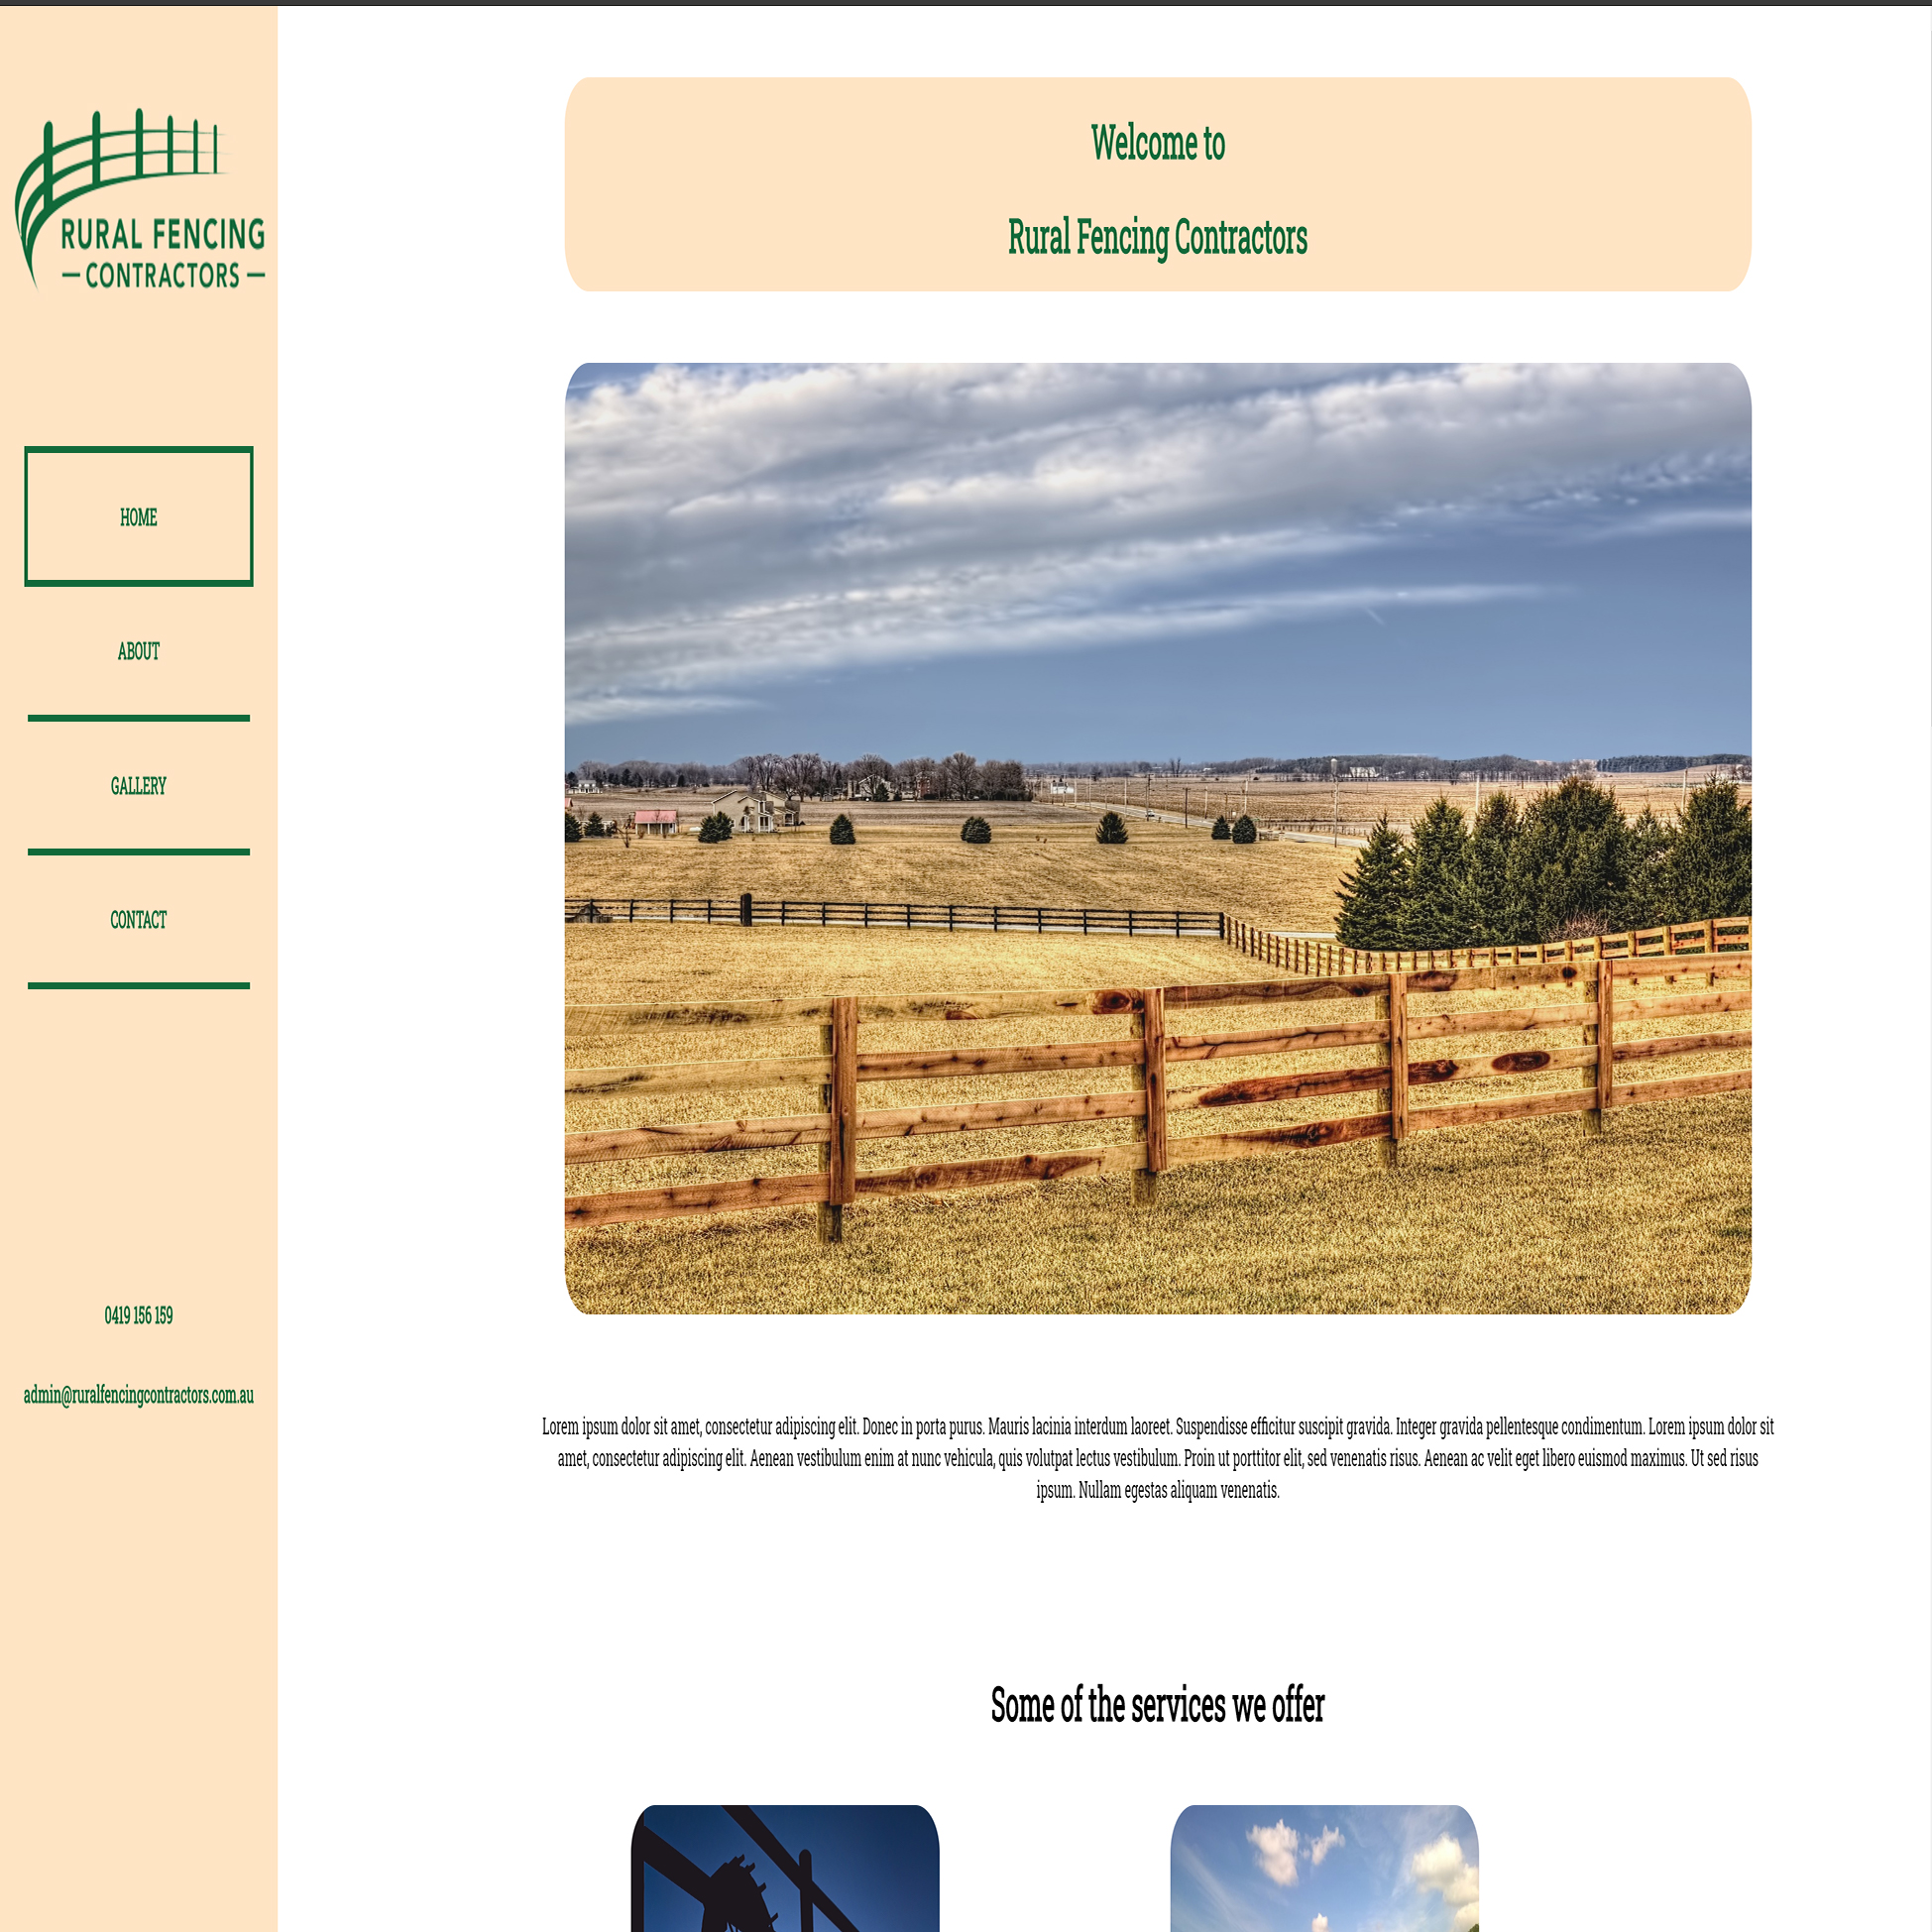 RURAL FENCING
CONTRACTORS
HOME
ABOUT
GALLERY
CONTACT
0419 156 159
admin@ruralfencingcontractors.com.au
Welcome to
Rural Fencing Contractors
Lorem ipsum dolor sit amet, consectetur adipiscing elit. Donec in porta purus. Mauris lacinia interdum laoreet. Suspendisse efficitur suscipit gravida. Integer gravida pellentesque condimentum. Lorem ipsum dolor sit
amet, consectetur adipiscing elit. Aenean vestibulum enim at nunc vehicula, quis volutpat lectus vestibulum. Proin ut porttitor elit, sed venenatis risus. Aenean ac velit eget libero euismod maximus. Ut sed risus
ipsum. Nullam egestas aliquam venenatis.
Some of the services we offer